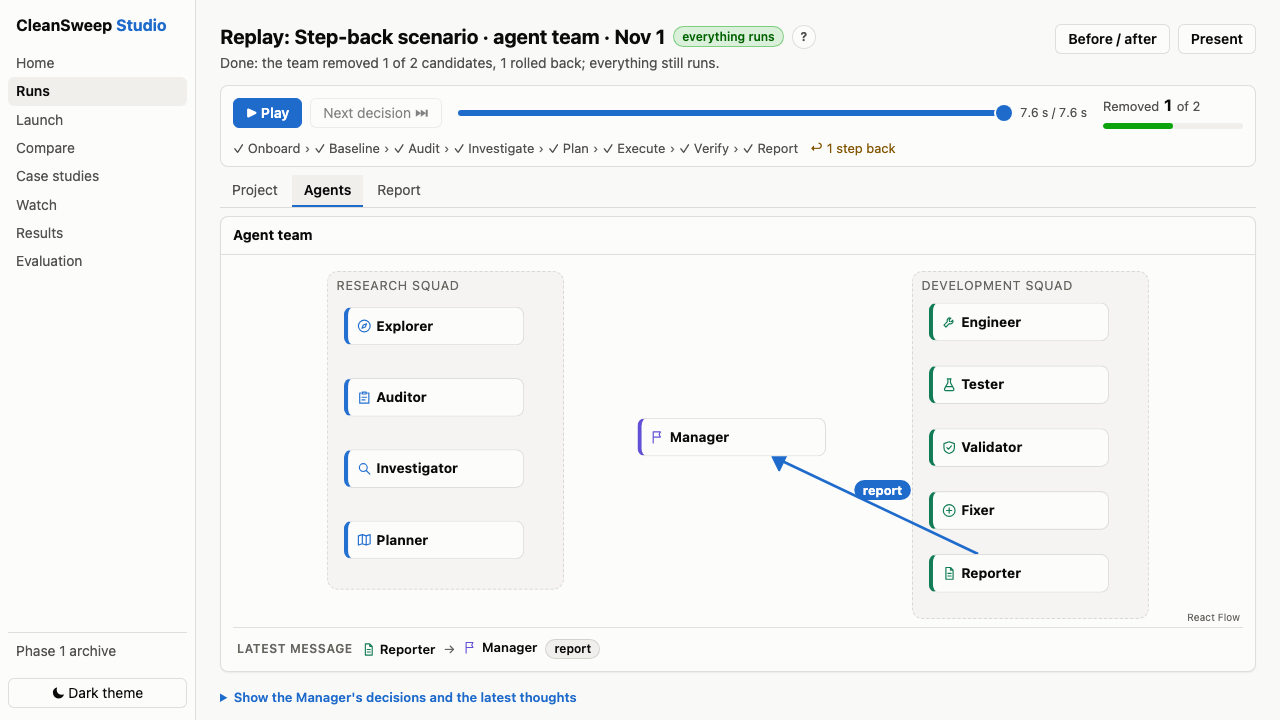 CleanSweep Studio
Home
Runs
Launch
Compare
Case studies
Watch
Results
Evaluation
Phase 1 archive
Dark theme
Replay: Step-back scenario · agent team · Nov 1
everything runs
?
Done: the team removed 1 of 2 candidates, 1 rolled back; everything still runs.
Before / after
Present
▶ Play
Next decision ⏭
7.6 s / 7.6 s
Removed 1 of 2
✓ Onboard › ✓ Baseline › ✓ Audit › ✓ Investigate › ✓ Plan › ✓ Execute › ✓ Verify › ✓ Report ↩ 1 step back
Project
Agents
Report
Agent team
RESEARCH SQUAD
Explorer
Auditor
Investigator
Planner
Manager
report
DEVELOPMENT SQUAD
Engineer
Tester
Validator
Fixer
Reporter
React Flow
LATEST MESSAGE Reporter → Manager report
▶ Show the Manager's decisions and the latest thoughts